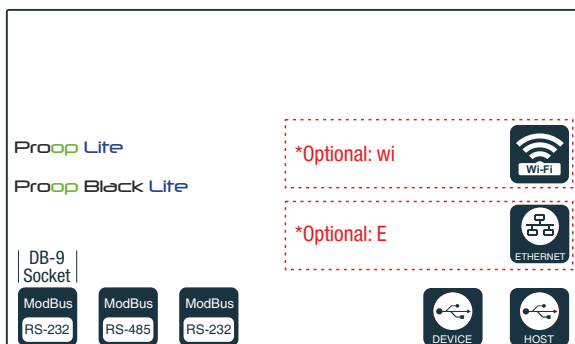 Proop Lite
*Optional: wi
Wi-Fi
Proop Black Lite
*Optional: E
ETHERNET
DB-9
Socket
ModBus
RS-232
ModBus
RS-485
ModBus
RS-232
DEVICE
HOST